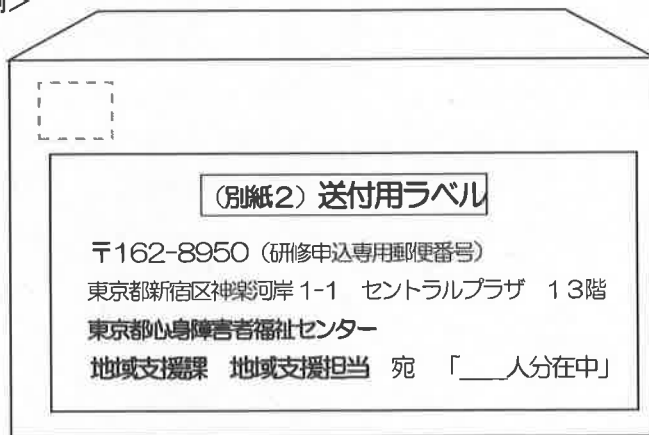 （別紙２）送付用ラベル
〒162-8950（研修申込専用郵便番号）
東京都新宿区神楽河岸1-1　セントラルプラザ　１３階
東京都心身障害者福祉センター
地域支援課　地域支援担当　宛　「___人分在中」